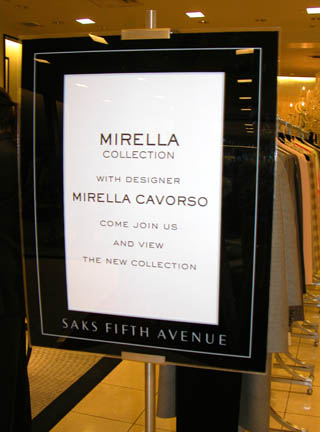 MIRELLA
COLLECTION
WITH DESIGNER
MIRELLA CAVORSO
COME JOIN US
AND VIEW
THE NEW COLLECTION
SAKS FIFTH AVENUE